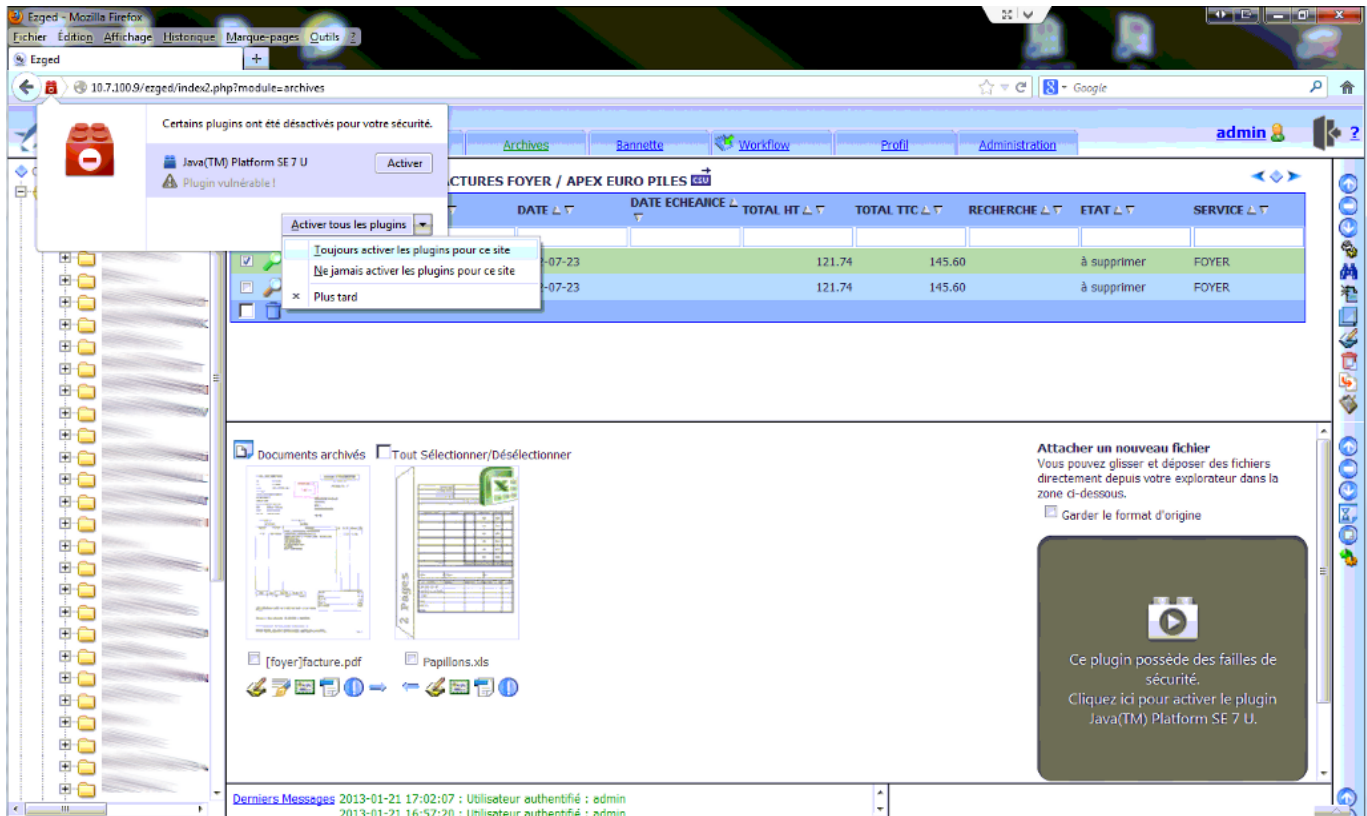 Ezged - Mozilla Firefox
Fichier Édition Affichage Historique Marque-pages Outils ?
Ezged
10.7.100.9/ezged/index2.php?module=archives
Google
Certains plugins ont été désactivés pour votre sécurité.
Java(TM) Platform SE 7 U
Activer
Plugin vulnérable !
Activer tous les plugins
Toujours activer les plugins pour ce site
Ne jamais activer les plugins pour ce site
× Plus tard
Archives Bannette Workflow Profil Administration
admin
?
ACTURES FOYER / APEX EURO PILES CSV
DATE DATE ECHEANCE TOTAL HT TOTAL TTC RECHERCHE ETAT SERVICE
-07-23 121.74 145.60 à supprimer FOYER
-07-23 121.74 145.60 à supprimer FOYER
Documents archivés Tout Sélectionner/Désélectionner
2 Pages
[foyer]facture.pdf Papillons.xls
Attacher un nouveau fichier
Vous pouvez glisser et déposer des fichiers
directement depuis votre explorateur dans la
zone ci-dessous.
Garder le format d'origine
Ce plugin possède des failles de
sécurité.
Cliquez ici pour activer le plugin
Java(TM) Platform SE 7 U.
Derniers Messages 2013-01-21 17:02:07 : Utilisateur authentifié : admin
2013-01-21 16:57:20 : Utilisateur authentifié : admin